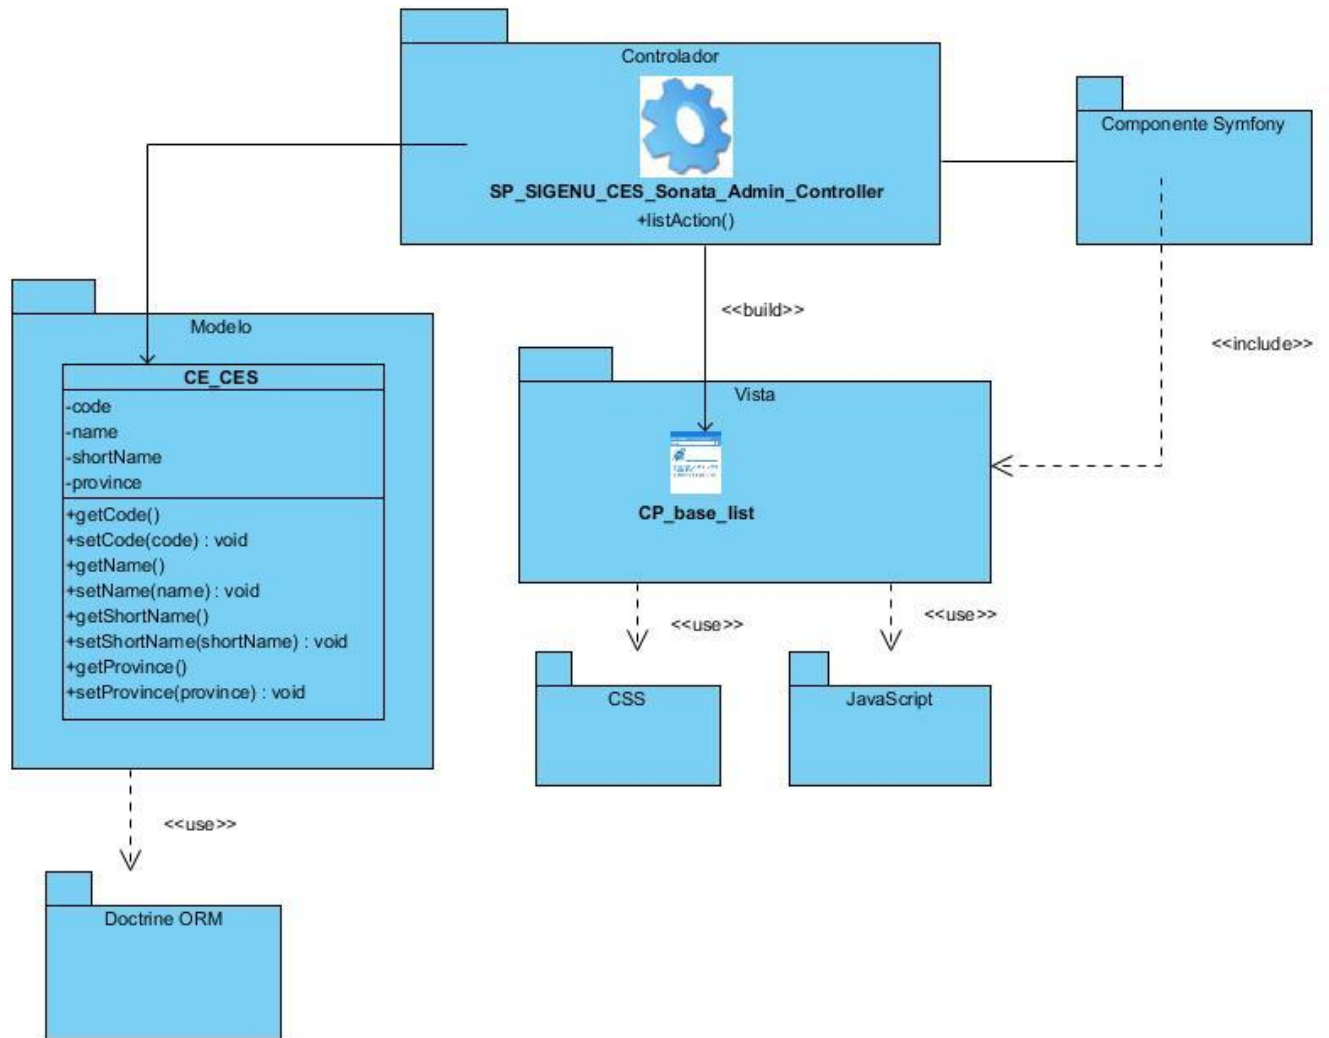 Controlador
SP_SIGENU_CES_Sonata_Admin_Controller
+listAction()
Componente Symfony
<<build>>
<<include>>
Modelo
CE_CES
-code
-name
-shortName
-province
+getCode()
+setCode(code) : void
+getName()
+setName(name) : void
+getShortName()
+setShortName(shortName) : void
+getProvince()
+setProvince(province) : void
Vista
CP_base_list
<<use>>
<<use>>
CSS
JavaScript
<<use>>
Doctrine ORM